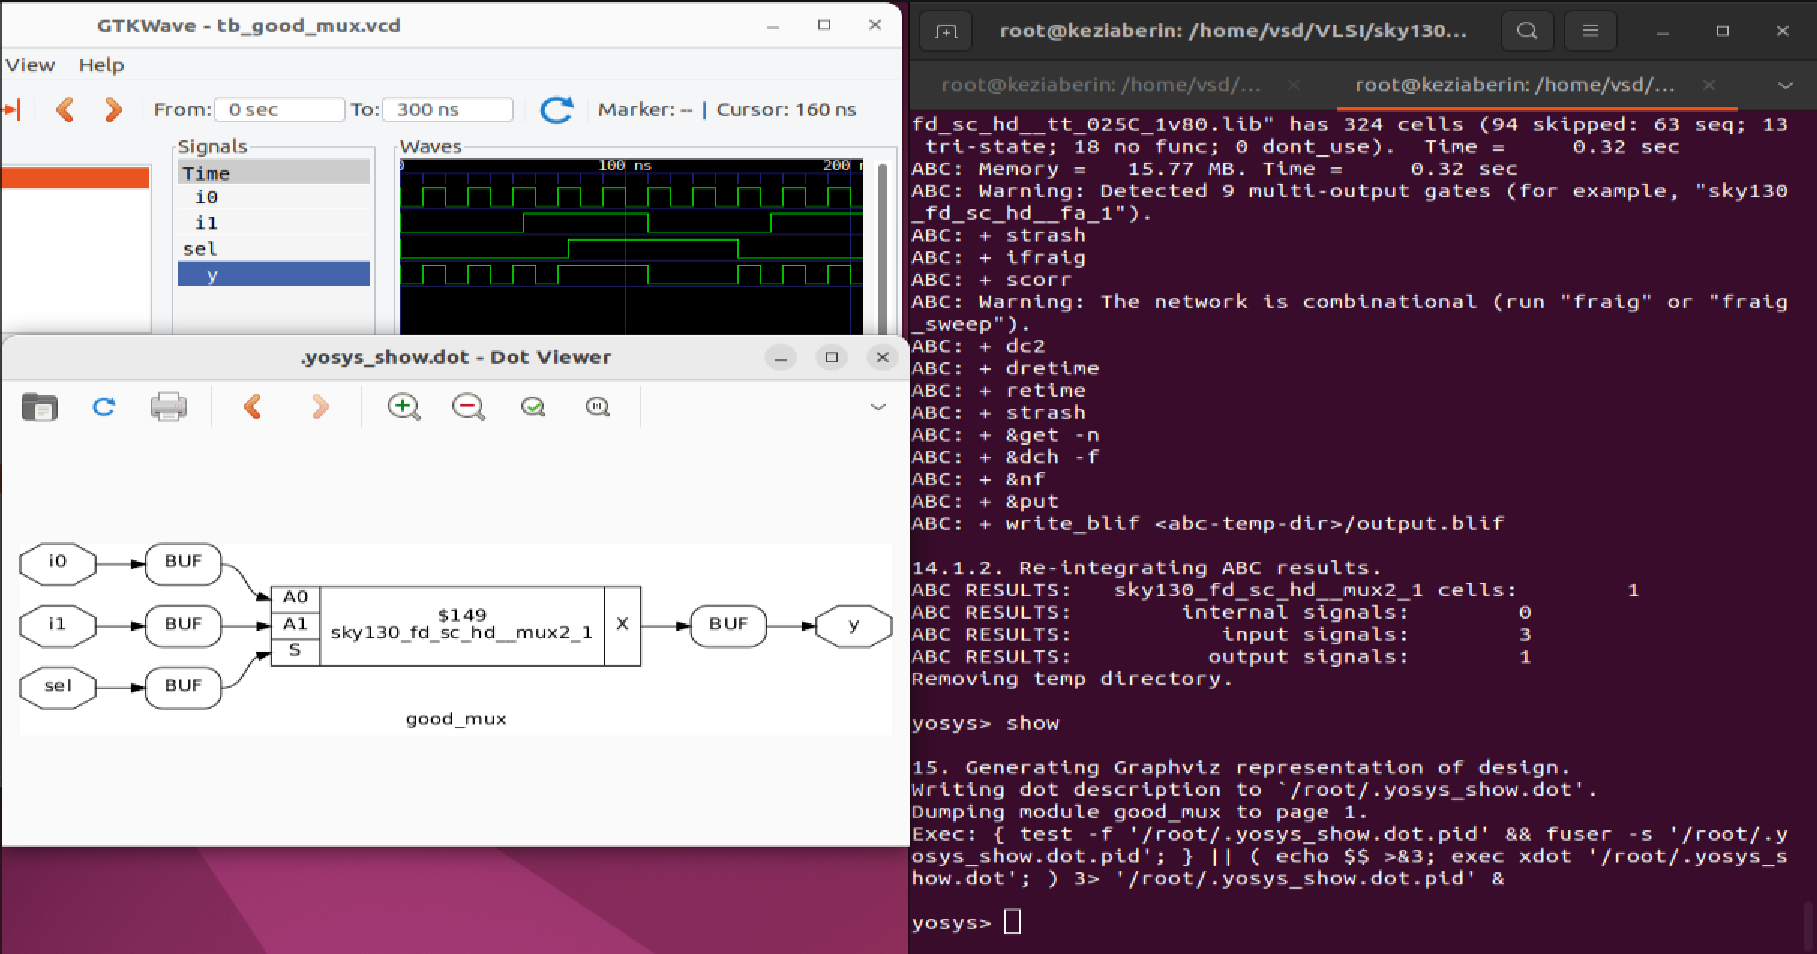 GTKWave - tb_good_mux.vcd
View Help
From: 0 sec To: 300 ns Marker: -- | Cursor: 160 ns
Signals
Time
i0
i1
sel
y
Waves
100 ns 200
.yosys_show.dot - Dot Viewer
i0 BUF
i1 BUF
sel BUF
A0
A1
S
$149
sky130_fd_sc_hd__mux2_1
X
BUF y
good_mux
root@keziaberin: /home/vsd/VLSI/sky130...
root@keziaberin: /home/vsd/... root@keziaberin: /home/vsd/...
fd_sc_hd__tt_025C_1v80.lib" has 324 cells (94 skipped: 63 seq; 13
tri-state; 18 no func; 0 dont_use). Time = 0.32 sec
ABC: Memory = 15.77 MB. Time = 0.32 sec
ABC: Warning: Detected 9 multi-output gates (for example, "sky130
_fd_sc_hd__fa_1").
ABC: + strash
ABC: + ifraig
ABC: + scorr
ABC: Warning: The network is combinational (run "fraig" or "fraig
_sweep").
ABC: + dc2
ABC: + dretime
ABC: + retime
ABC: + strash
ABC: + &get -n
ABC: + &dch -f
ABC: + &nf
ABC: + &put
ABC: + write_blif <abc-temp-dir>/output.blif
14.1.2. Re-integrating ABC results.
ABC RESULTS: sky130_fd_sc_hd__mux2_1 cells: 1
ABC RESULTS: internal signals: 0
ABC RESULTS: input signals: 3
ABC RESULTS: output signals: 1
Removing temp directory.
yosys> show
15. Generating Graphviz representation of design.
Writing dot description to `/root/.yosys_show.dot'.
Dumping module good_mux to page 1.
Exec: { test -f '/root/.yosys_show.dot.pid' && fuser -s '/root/.y
osys_show.dot.pid'; } || ( echo $$ >&3; exec xdot '/root/.yosys_s
how.dot'; ) 3> '/root/.yosys_show.dot.pid' &
yosys>